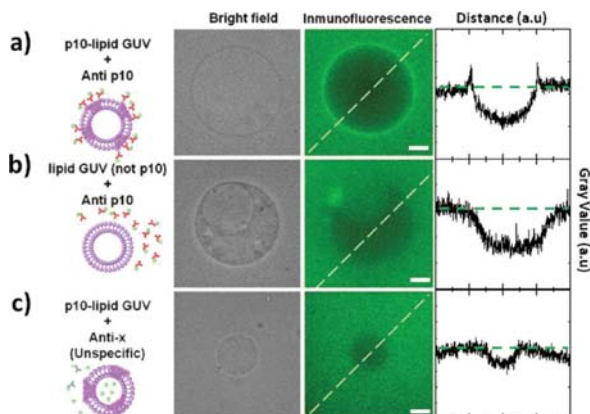 Bright field
Inmunofluorescence
Distance (a.u)
a)
p10-lipid GUV
+
Anti p10
b)
lipid GUV (not p10)
+
Anti p10
c)
p10-lipid GUV
+
Anti-x
(Unspecific)
Gray Value (a.u)